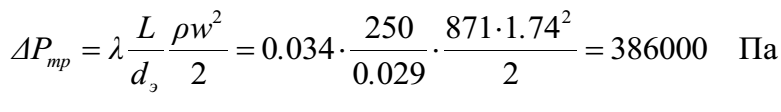 ΔP_тр = λ L/d_э ρw²/2 = 0.034 · 250/0.029 · 871·1.74²/2 = 386000 Па